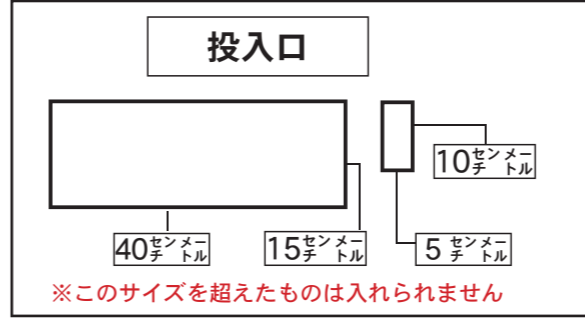 投入口
10センチメートル
40センチメートル
15センチメートル
5センチメートル
※このサイズを超えたものは入れられません